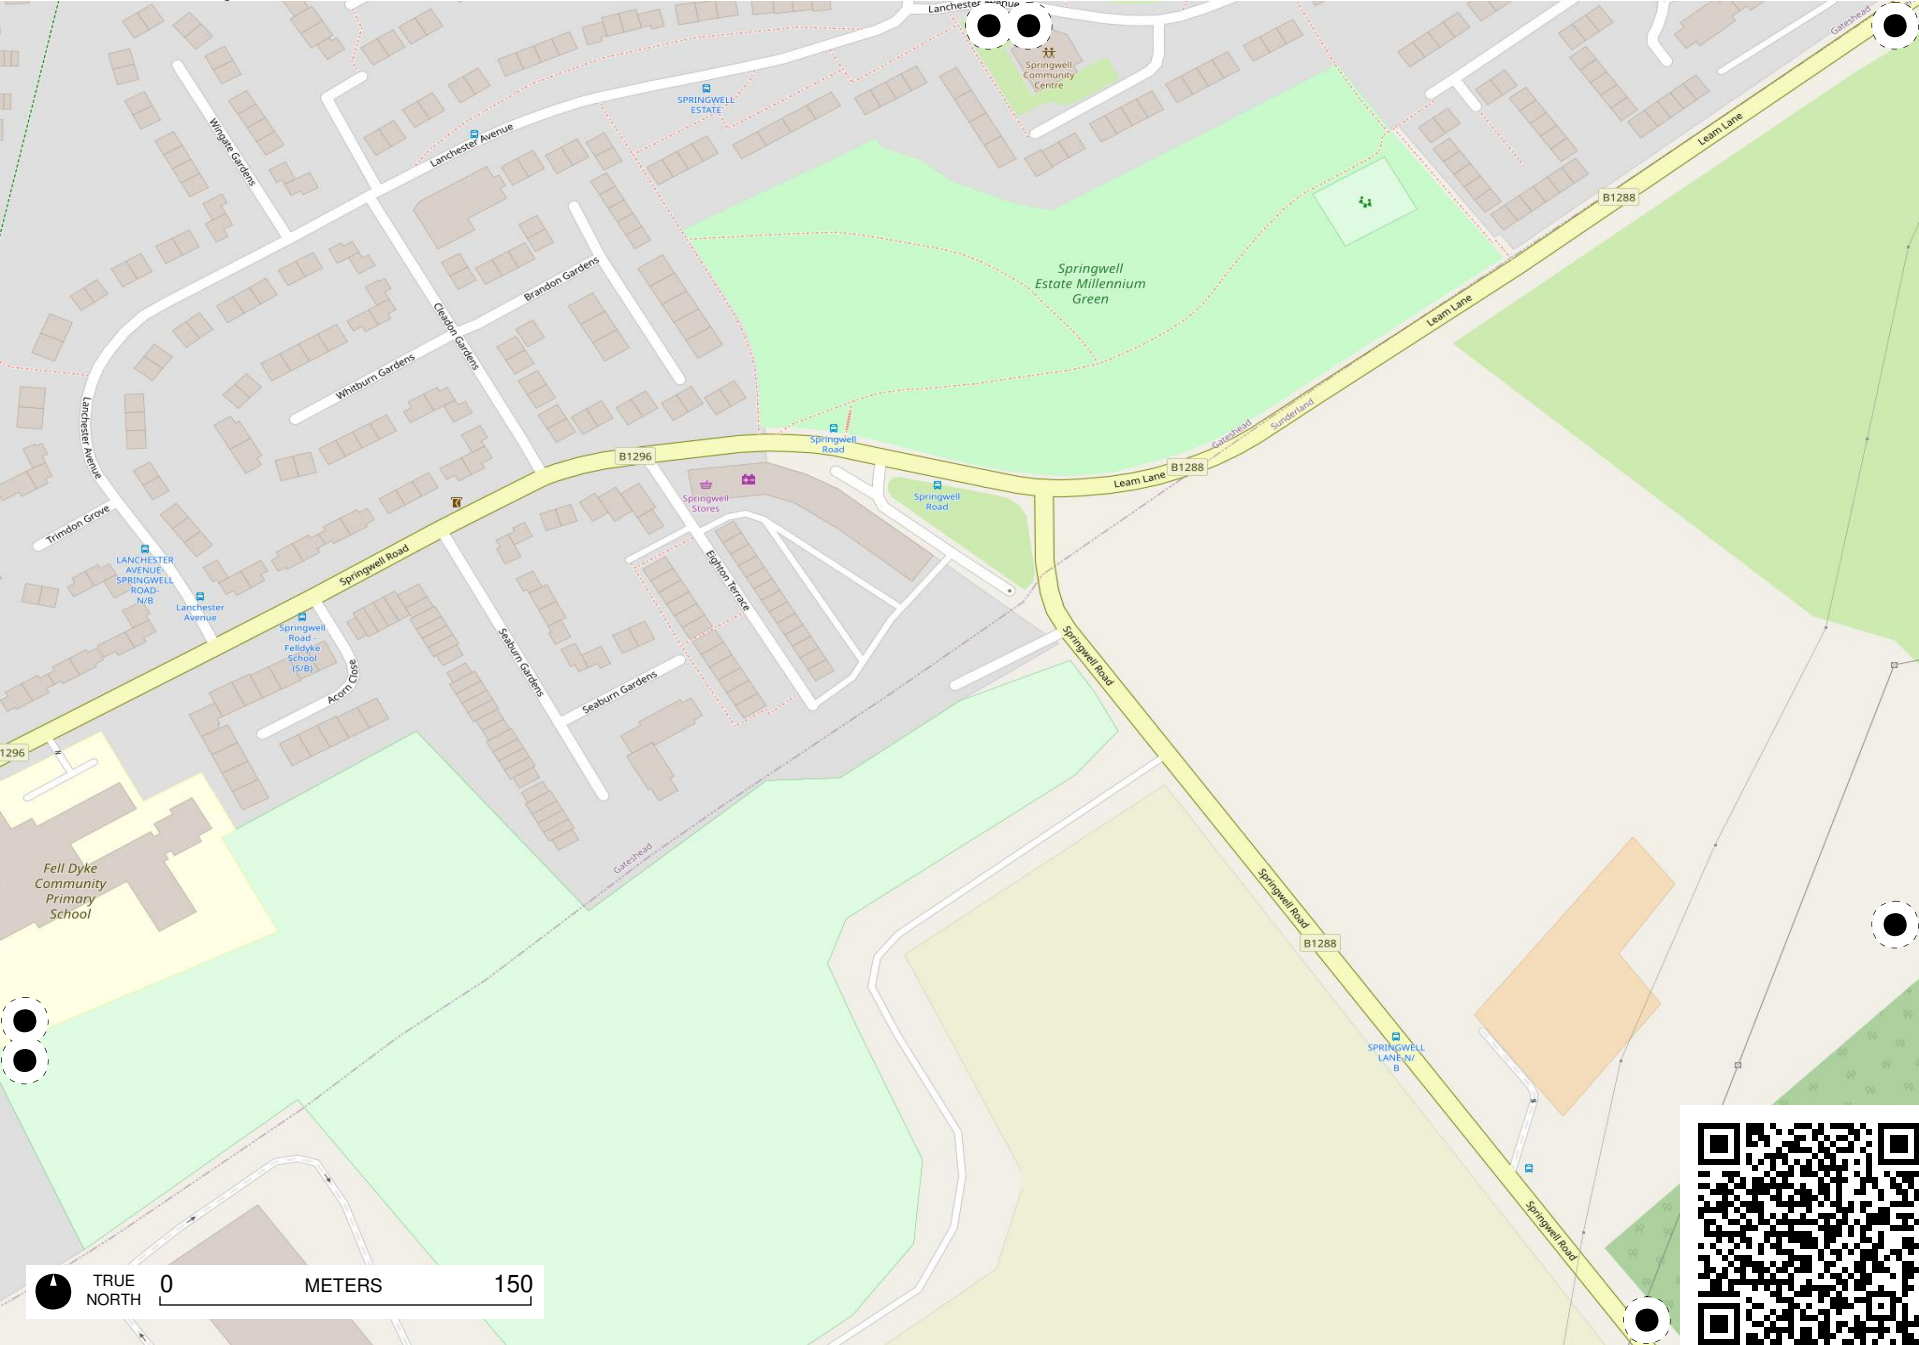 Lanchester Avenue
Gateshead
Springwell
Community
Centre
SPRINGWELL
ESTATE
Lanchester Avenue
Wingate Gardens
Leam Lane
B1288
Springwell
Estate Millennium
Green
Brandon Gardens
Cleadon Gardens
Leam Lane
Whitburn Gardens
Lanchester Avenue
Gateshead
Sunderland
Springwell
Road
B1296
B1288
Leam Lane
Springwell
Stores
Springwell
Road
Trimdon Grove
Springwell Road
LANCHESTER
AVENUE-
SPRINGWELL
ROAD-
N/B
Lanchester
Avenue
Eighton Terrace
Springwell
Road -
Felldyke
School
(S/B)
Seaburn Gardens
Springwell Road
Acorn Close
Seaburn Gardens
1296
Gateshead
Fell Dyke
Community
Primary
School
Springwell Road
B1288
SPRINGWELL
LANE-N/
B
Springwell Road
TRUE
NORTH
0 METERS 150